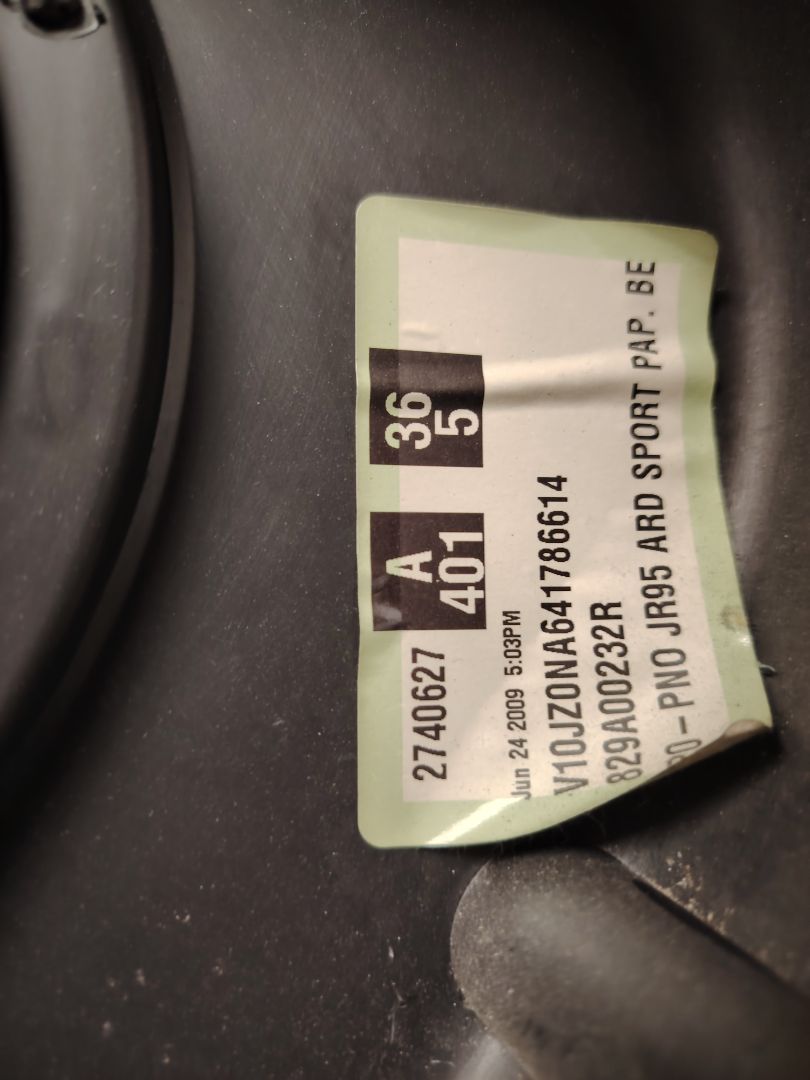 2740627
A
401
36
5
Jun 24 2009 5:03PM
V10JZ0NA641786614
829A00232R
PNO JR95 ARD SPORT PAP. BE